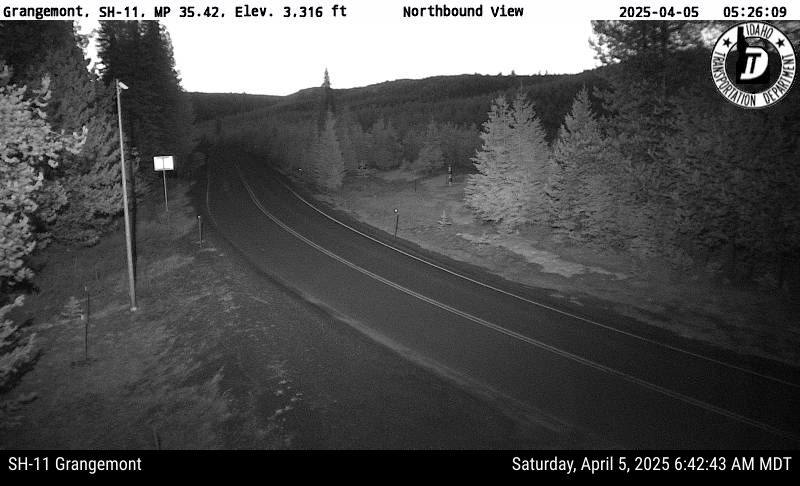 Grangemont, SH-11, MP 35.42, Elev. 3,316 ft Northbound View 2025-04-05 05:26:09
IDAHO
TRANSPORTATION DEPARTMENT
SH-11 Grangemont Saturday, April 5, 2025 6:42:43 AM MDT